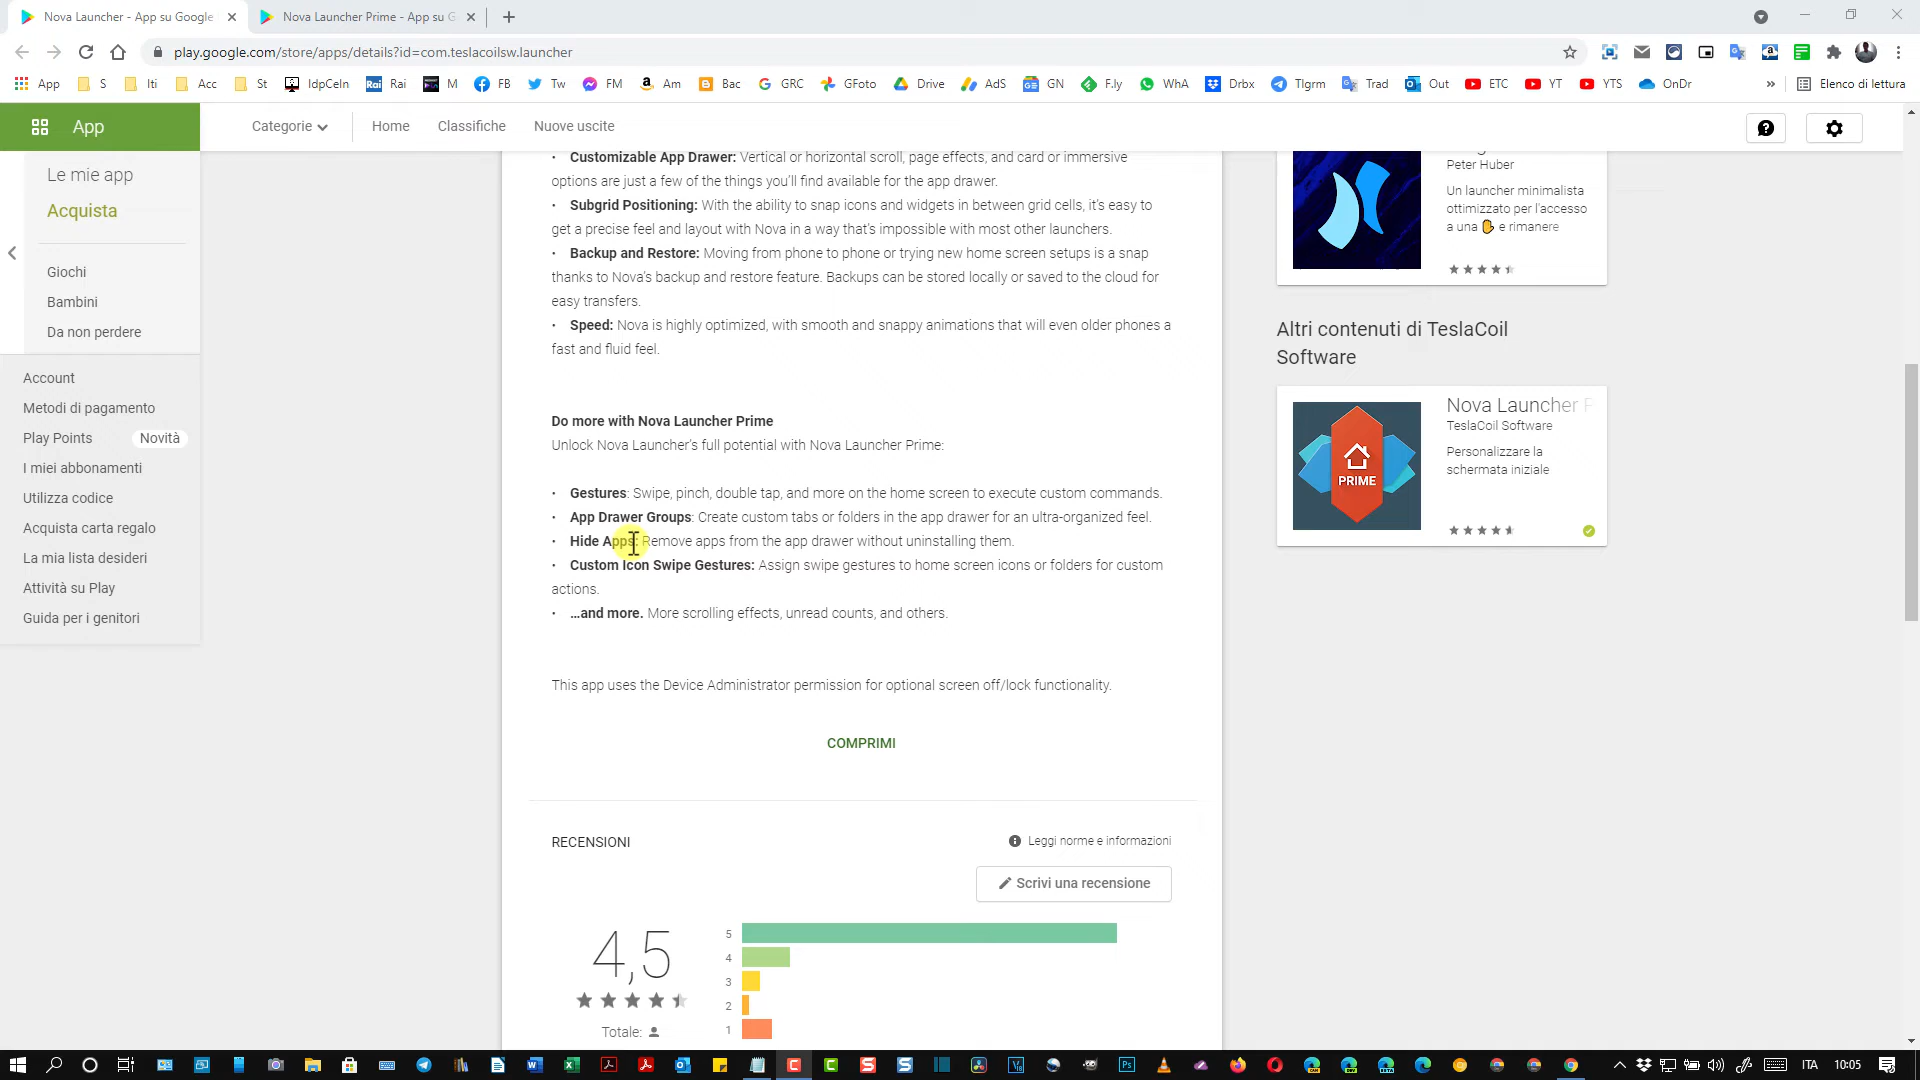 Nova Launcher - App su Google
Nova Launcher Prime - App su G
play.google.com/store/apps/details?id=com.teslacoilsw.launcher
App S Iti Acc St IdpCeIn Rai M FB Tw FM Am Bac GRC GFoto Drive AdS GN F.ly WhA Drbx Tlgrm Trad Out ETC YT YTS OnDr » Elenco di lettura
App
Categorie Home Classifiche Nuove uscite
Le mie app
Acquista
Giochi
Bambini
Da non perdere
Account
Metodi di pagamento
Play Points Novità
I miei abbonamenti
Utilizza codice
Acquista carta regalo
La mia lista desideri
Attività su Play
Guida per i genitori
• Customizable App Drawer: Vertical or horizontal scroll, page effects, and card or immersive
options are just a few of the things you'll find available for the app drawer.
• Subgrid Positioning: With the ability to snap icons and widgets in between grid cells, it's easy to
get a precise feel and layout with Nova in a way that's impossible with most other launchers.
• Backup and Restore: Moving from phone to phone or trying new home screen setups is a snap
thanks to Nova's backup and restore feature. Backups can be stored locally or saved to the cloud for
easy transfers.
• Speed: Nova is highly optimized, with smooth and snappy animations that will even older phones a
fast and fluid feel.
Do more with Nova Launcher Prime
Unlock Nova Launcher's full potential with Nova Launcher Prime:
• Gestures: Swipe, pinch, double tap, and more on the home screen to execute custom commands.
• App Drawer Groups: Create custom tabs or folders in the app drawer for an ultra-organized feel.
• Hide Apps: Remove apps from the app drawer without uninstalling them.
• Custom Icon Swipe Gestures: Assign swipe gestures to home screen icons or folders for custom
actions.
• …and more. More scrolling effects, unread counts, and others.
This app uses the Device Administrator permission for optional screen off/lock functionality.
COMPRIMI
RECENSIONI
Leggi norme e informazioni
Scrivi una recensione
4,5
Totale:
5
4
3
2
1
Peter Huber
Un launcher minimalista
ottimizzato per l'accesso
a una ✋ e rimanere
Altri contenuti di TeslaCoil
Software
PRIME
Nova Launcher P
TeslaCoil Software
Personalizzare la
schermata iniziale
ITA 10:05